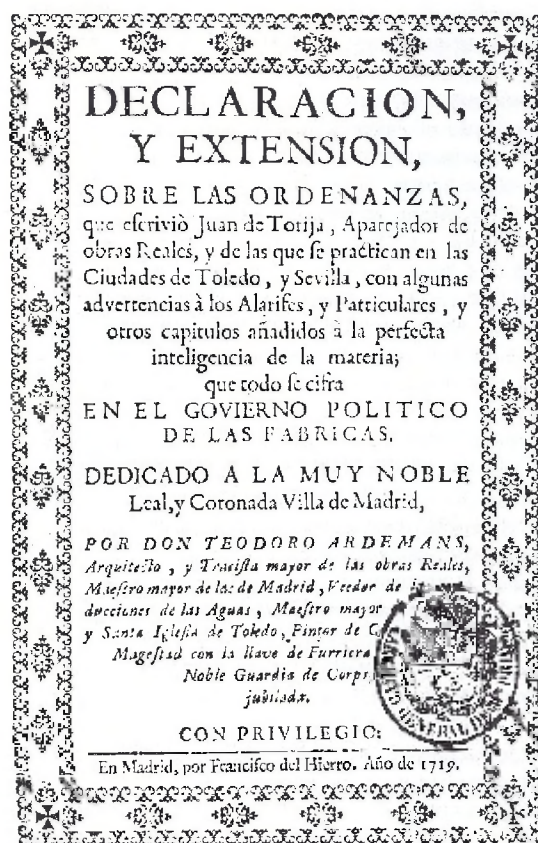 DECLARACION,
Y EXTENSION,
SOBRE LAS ORDENANZAS,
que escriviò Juan de Torija, Aparejador de
obras Reales, y de las que se practican en las
Ciudades de Toledo, y Sevilla, con algunas
advertencias à los Alarifes, y Particulares, y
otros capitulos añadidos à la perfecta
inteligencia de la materia;
que todo se cifra
EN EL GOVIERNO POLITICO
DE LAS FABRICAS.
DEDICADO A LA MUY NOBLE
Leal, y Coronada Villa de Madrid,
POR DON TEODORO ARDEMANS,
Arquitecto, y Tracista mayor de las obras Reales,
Maestro mayor de las de Madrid, Veedor de
ducciones de las Aguas, Maestro mayor
y Santa Iglesia de Toledo, Pintor de
Magestad con la llave de Furriera
Noble Guardia de Corps,
jubilada.
CON PRIVILEGIO:
En Madrid, por Francisco del Hierro. Año de 1719.
GENERAL DE